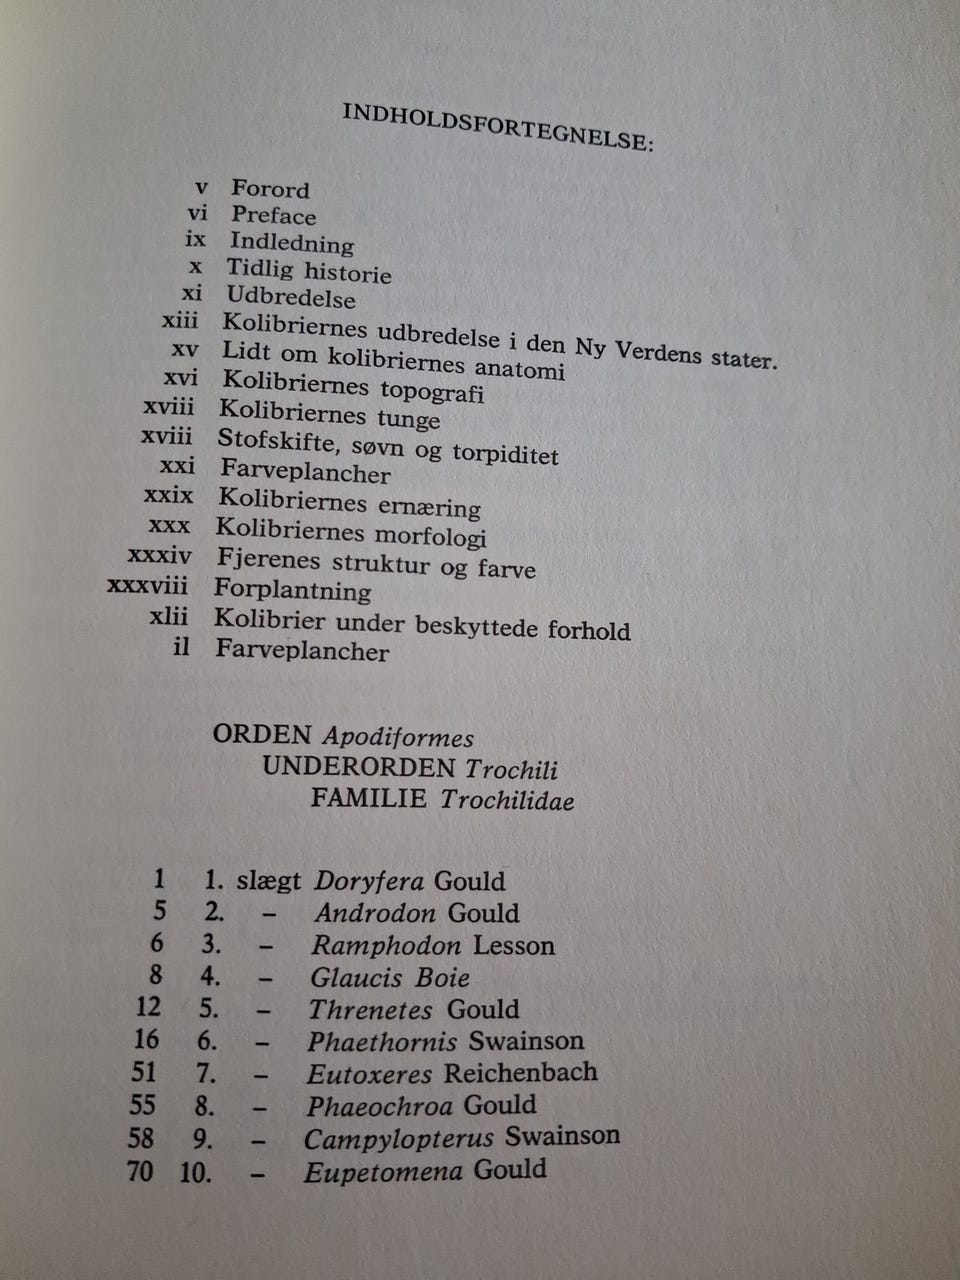 INDHOLDSFORTEGNELSE:
v Forord
vi Preface
ix Indledning
x Tidlig historie
xi Udbredelse
xiii Kolibriernes udbredelse i den Ny Verdens stater.
xv Lidt om kolibriernes anatomi
xvi Kolibriernes topografi
xviii Kolibriernes tunge
xviii Stofskifte, søvn og torpiditet
xxi Farveplancher
xxix Kolibriernes ernæring
xxx Kolibriernes morfologi
xxxiv Fjerenes struktur og farve
xxxviii Forplantning
xlii Kolibrier under beskyttede forhold
il Farveplancher
ORDEN Apodiformes
UNDERORDEN Trochili
FAMILIE Trochilidae
1 1. slægt Doryfera Gould
5 2. – Androdon Gould
6 3. – Ramphodon Lesson
8 4. – Glaucis Boie
12 5. – Threnetes Gould
16 6. – Phaethornis Swainson
51 7. – Eutoxeres Reichenbach
55 8. – Phaeochroa Gould
58 9. – Campylopterus Swainson
70 10. – Eupetomena Gould